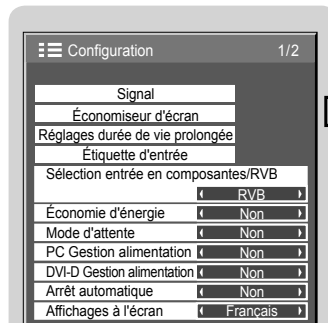 Configuration 1/2
Signal
Économiseur d'écran
Réglages durée de vie prolongée
Étiquette d'entrée
Sélection entrée en composantes/RVB
RVB
Économie d'énergie Non
Mode d'attente Non
PC Gestion alimentation Non
DVI-D Gestion alimentation Non
Arrêt automatique Non
Affichages à l'écran Français